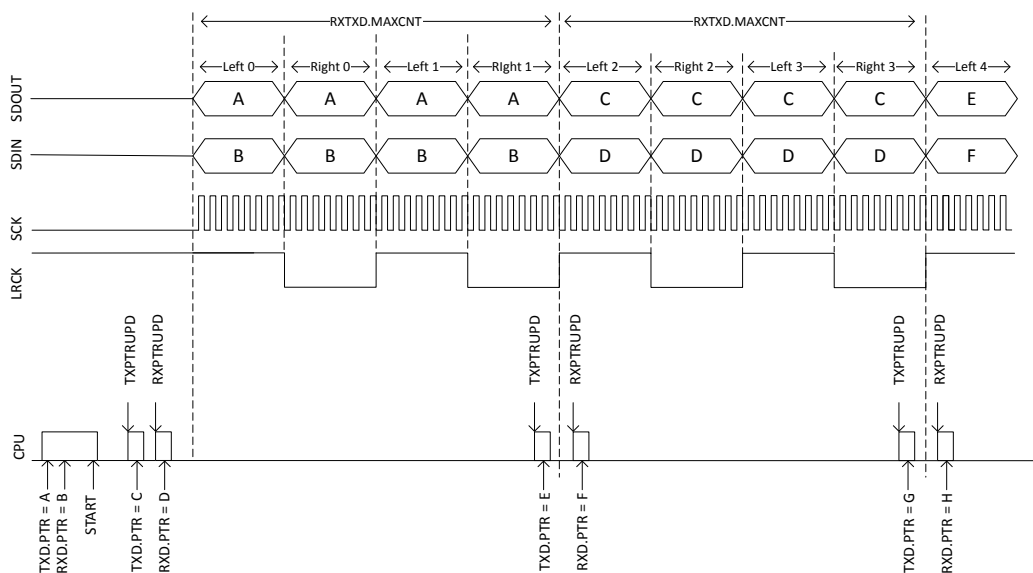 RXTXD.MAXCNT RXTXD.MAXCNT
Left 0 Right 0 Left 1 RIght 1 Left 2 Right 2 Left 3 Right 3 Left 4
SDOUT A A A A C C C C E
SDIN B B B B D D D D F
SCK
LRCK
TXPTRUPD RXPTRUPD TXPTRUPD RXPTRUPD TXPTRUPD RXPTRUPD
CPU
TXD.PTR = A RXD.PTR = B START TXD.PTR = C RXD.PTR = D TXD.PTR = E RXD.PTR = F TXD.PTR = G RXD.PTR = H